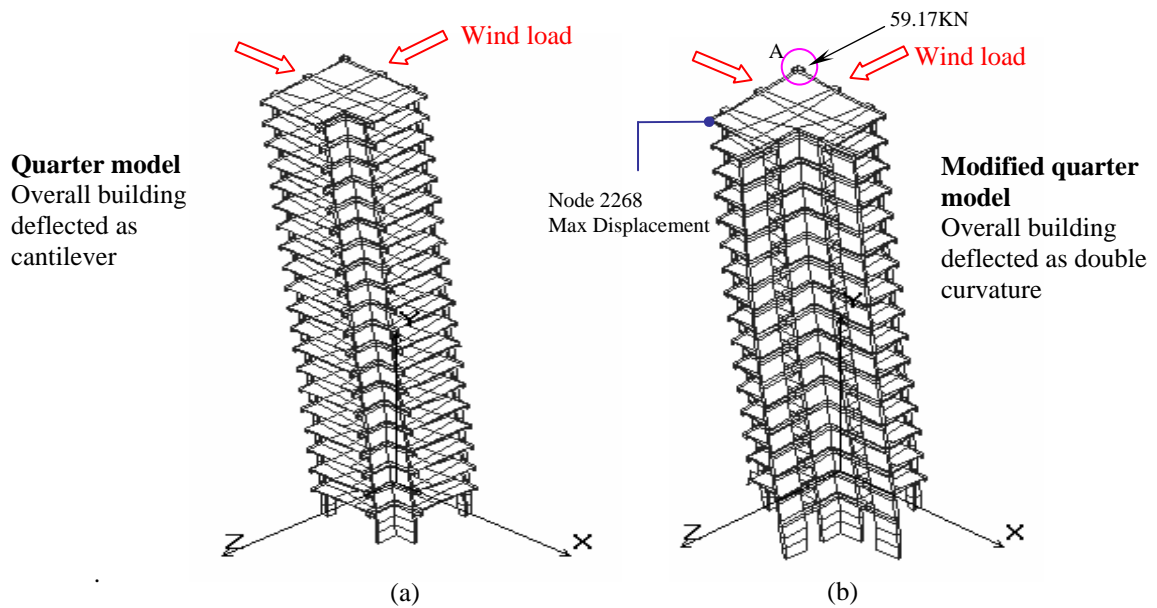 59.17KN
Wind load
A
Wind load
Quarter model
Overall building
deflected as
cantilever
Node 2268
Max Displacement
Modified quarter
model
Overall building
deflected as double
curvature
Y
Z
X
Y
Z
X
.
(a)
(b)